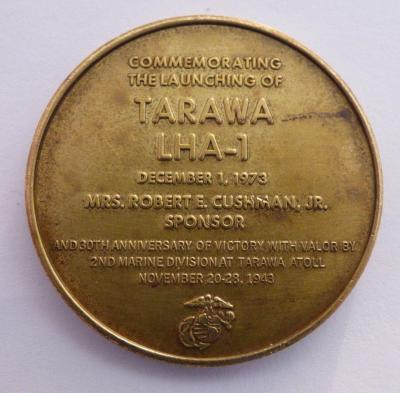 COMMEMORATING
THE LAUNCHING OF
TARAWA
LHA-1
DECEMBER 1, 1973
MRS. ROBERT E. CUSHMAN, JR.
SPONSOR
AND 30TH ANNIVERSARY OF VICTORY WITH VALOR BY
2ND MARINE DIVISION AT TARAWA ATOLL
NOVEMBER 20-23, 1943